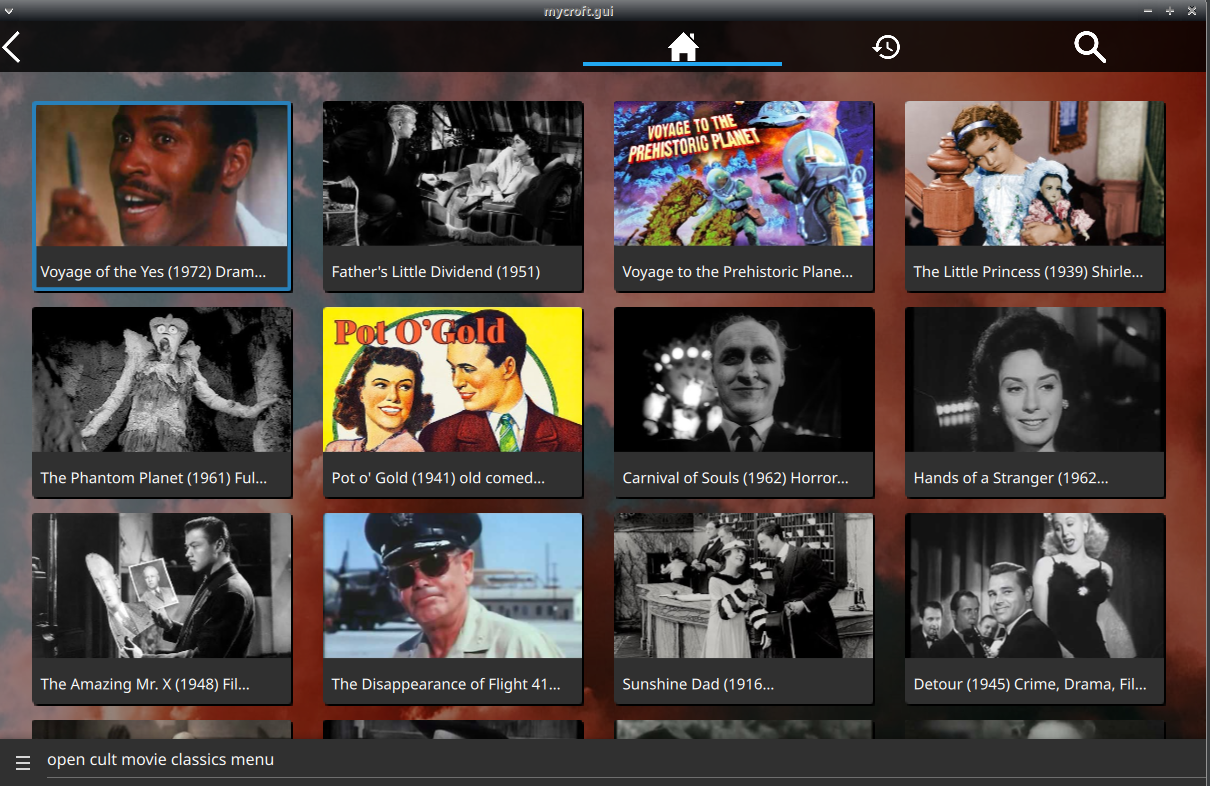 mycroft.gui
VOYAGE TO THE
PREHISTORIC PLANET
Voyage of the Yes (1972) Dram...
Father's Little Dividend (1951)
Voyage to the Prehistoric Plane...
The Little Princess (1939) Shirle...
Pot O'Gold
The Phantom Planet (1961) Ful...
Pot o' Gold (1941) old comed...
Carnival of Souls (1962) Horror...
Hands of a Stranger (1962...
The Amazing Mr. X (1948) Fil...
The Disappearance of Flight 41...
Sunshine Dad (1916...
Detour (1945) Crime, Drama, Fil...
open cult movie classics menu